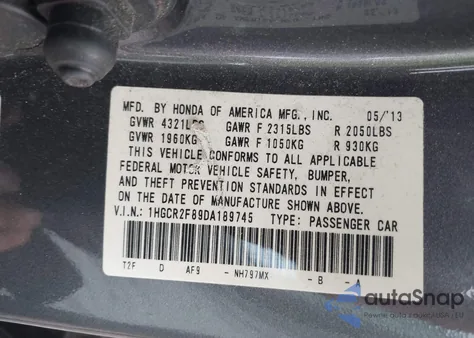 MFD. BY HONDA OF AMERICA MFG., INC. 05/'13
GVWR 4321LBS GAWR F 2315LBS R 2050LBS
GVWR 1960KG GAWR F 1050KG R 930KG
THIS VEHICLE CONFORMS TO ALL APPLICABLE
FEDERAL MOTOR VEHICLE SAFETY, BUMPER,
AND THEFT PREVENTION STANDARDS IN EFFECT
ON THE DATE OF MANUFACTURE SHOWN ABOVE.
V.I.N.: 1HGCR2F89DA189745 TYPE: PASSENGER CAR
T2F D AF9 - NH797MX - B -
autoSnap